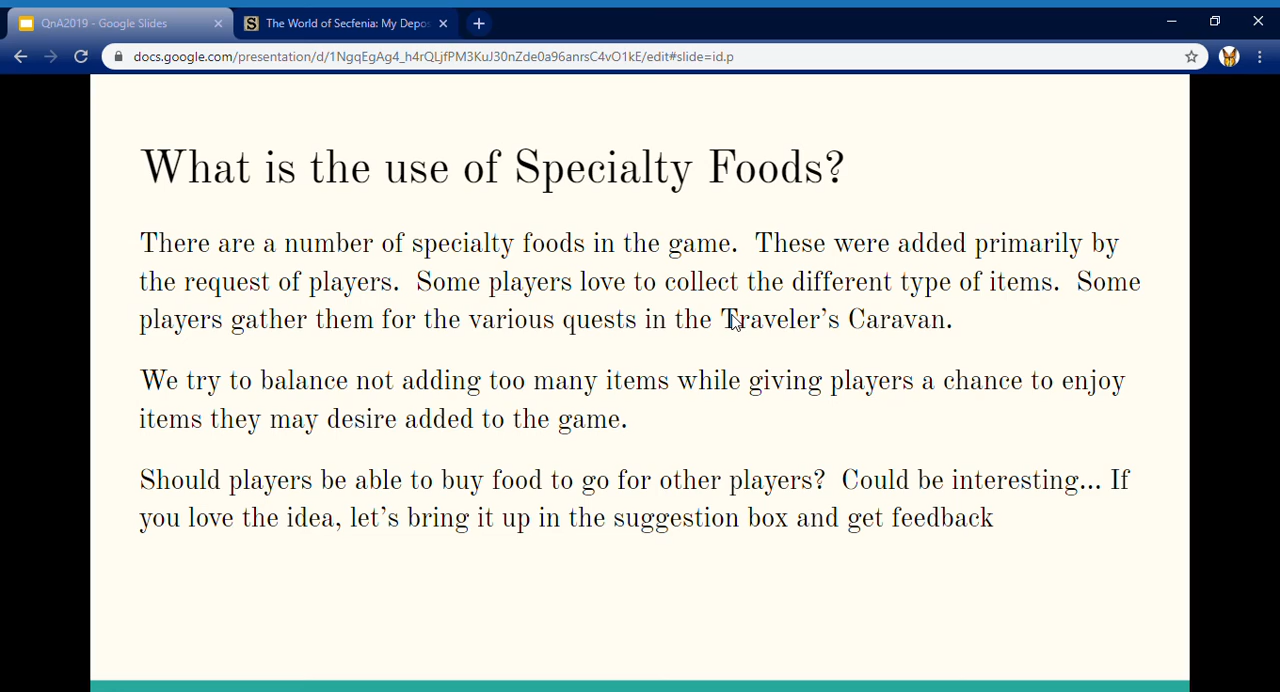 QnA2019 - Google Slides
The World of Secfenia: My Depo
docs.google.com/presentation/d/1NgqEgAg4_h4rQLjfPM3KuJ30nZde0a96anrsC4vO1kE/edit#slide=id.p
What is the use of Specialty Foods?
There are a number of specialty foods in the game.  These were added primarily by
the request of players.  Some players love to collect the different type of items.  Some
players gather them for the various quests in the Traveler's Caravan.
We try to balance not adding too many items while giving players a chance to enjoy
items they may desire added to the game.
Should players be able to buy food to go for other players?  Could be interesting... If
you love the idea, let's bring it up in the suggestion box and get feedback